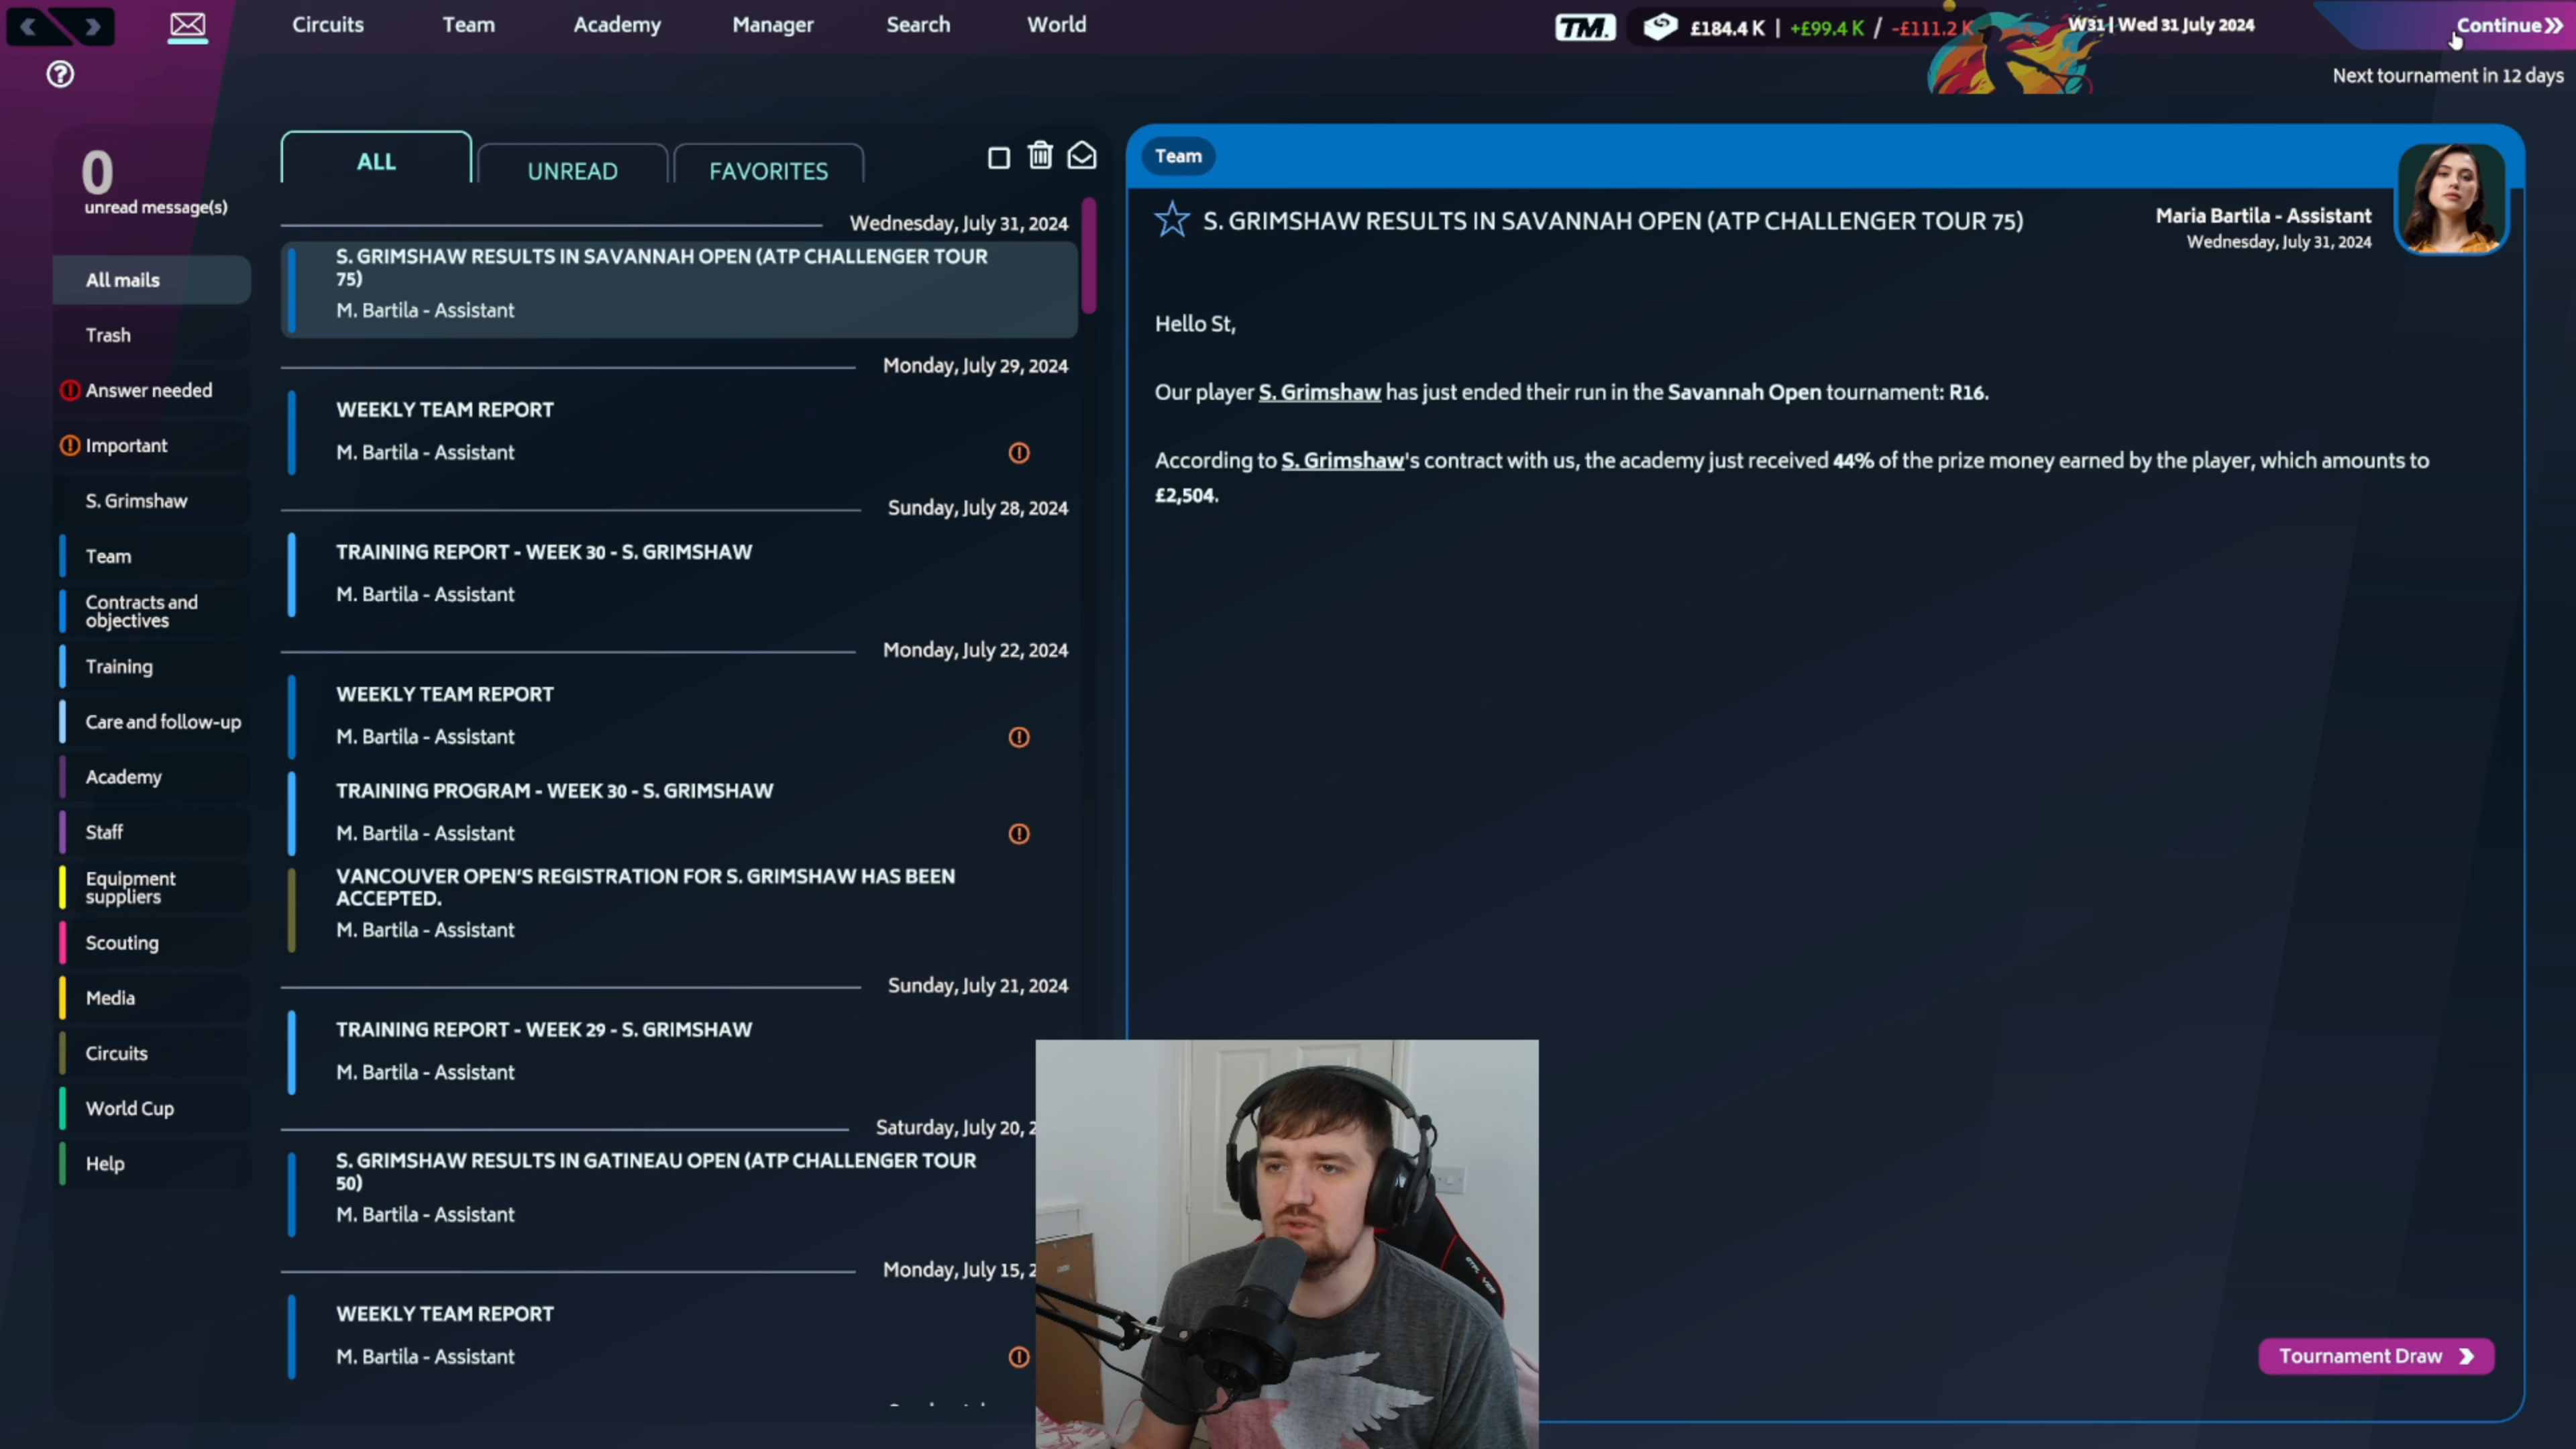 Circuits
Team
Academy
Manager
Search
World
TM.
£184.4 K | +£99.4 K / -£111.2 K
W31 | Wed 31 July 2024
Continue
Next tournament in 12 days
0
unread message(s)
All mails
Trash
Answer needed
Important
S. Grimshaw
Team
Contracts and
objectives
Training
Care and follow-up
Academy
Staff
Equipment
suppliers
Scouting
Media
Circuits
World Cup
Help
ALL
UNREAD
FAVORITES
Wednesday, July 31, 2024
S. GRIMSHAW RESULTS IN SAVANNAH OPEN (ATP CHALLENGER TOUR
75)
M. Bartila - Assistant
Monday, July 29, 2024
WEEKLY TEAM REPORT
M. Bartila - Assistant
Sunday, July 28, 2024
TRAINING REPORT - WEEK 30 - S. GRIMSHAW
M. Bartila - Assistant
Monday, July 22, 2024
WEEKLY TEAM REPORT
M. Bartila - Assistant
TRAINING PROGRAM - WEEK 30 - S. GRIMSHAW
M. Bartila - Assistant
VANCOUVER OPEN'S REGISTRATION FOR S. GRIMSHAW HAS BEEN
ACCEPTED.
M. Bartila - Assistant
Sunday, July 21, 2024
TRAINING REPORT - WEEK 29 - S. GRIMSHAW
M. Bartila - Assistant
Saturday, July 20, 2
S. GRIMSHAW RESULTS IN GATINEAU OPEN (ATP CHALLENGER TOUR
50)
M. Bartila - Assistant
Monday, July 15, 2
WEEKLY TEAM REPORT
M. Bartila - Assistant
Team
S. GRIMSHAW RESULTS IN SAVANNAH OPEN (ATP CHALLENGER TOUR 75)
Maria Bartila - Assistant
Wednesday, July 31, 2024
Hello St,
Our player S. Grimshaw has just ended their run in the Savannah Open tournament: R16.
According to S. Grimshaw's contract with us, the academy just received 44% of the prize money earned by the player, which amounts to
£2,504.
Tournament Draw